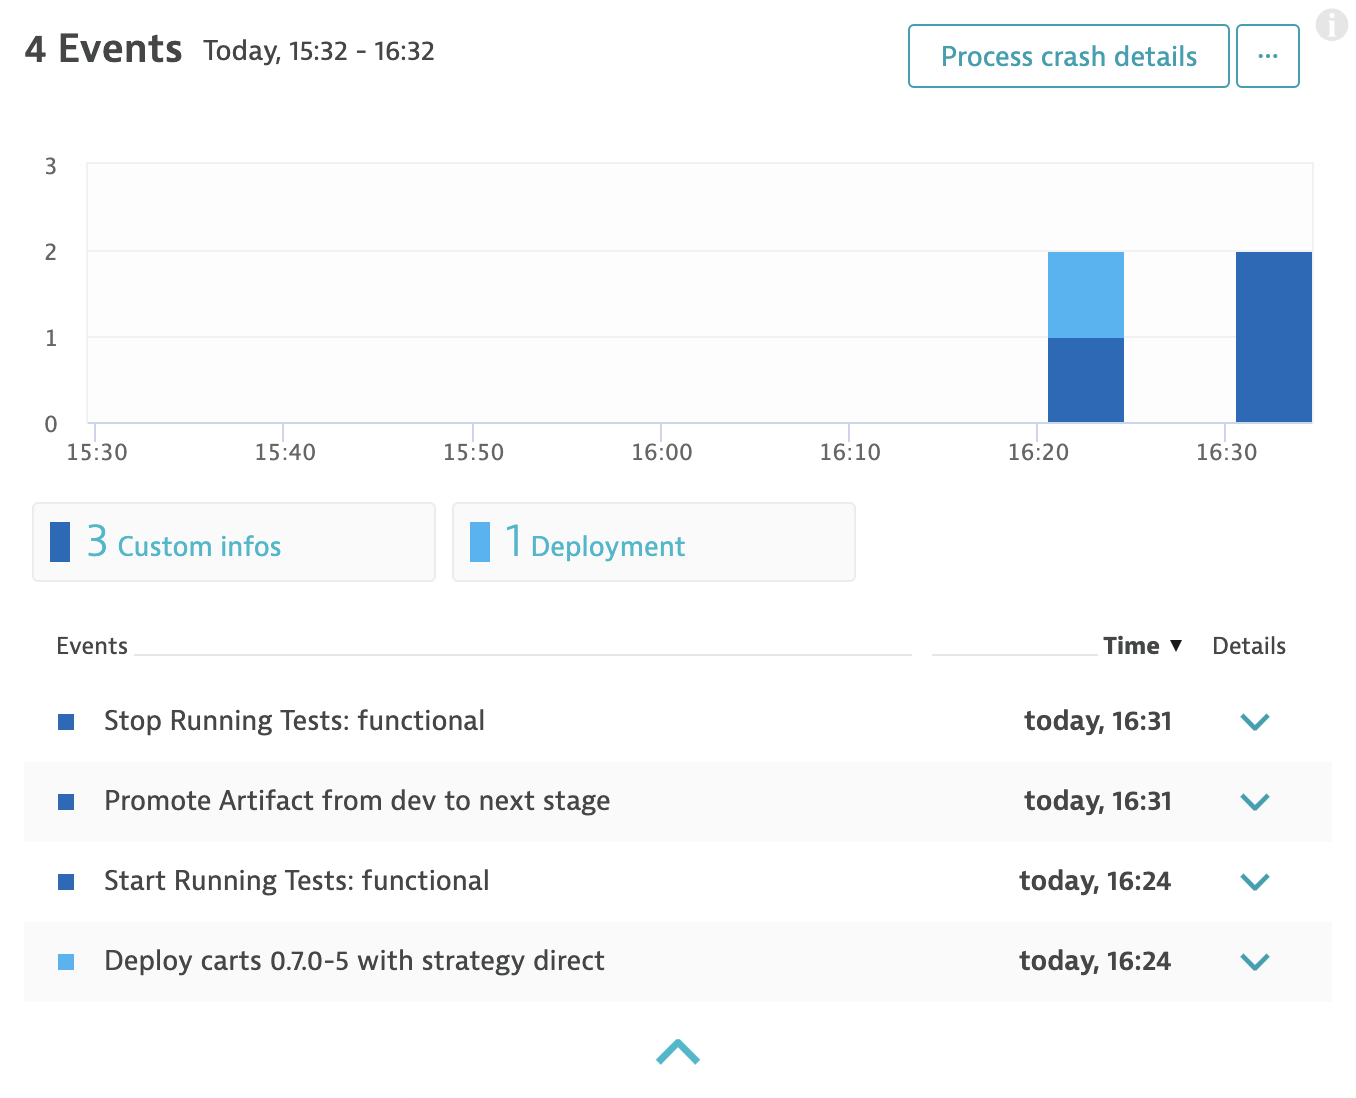 4 Events Today, 15:32 - 16:32
Process crash details
...
i
3
2
1
0
15:30 15:40 15:50 16:00 16:10 16:20 16:30
3 Custom infos
1 Deployment
Events Time ▼ Details
Stop Running Tests: functional today, 16:31
Promote Artifact from dev to next stage today, 16:31
Start Running Tests: functional today, 16:24
Deploy carts 0.7.0-5 with strategy direct today, 16:24